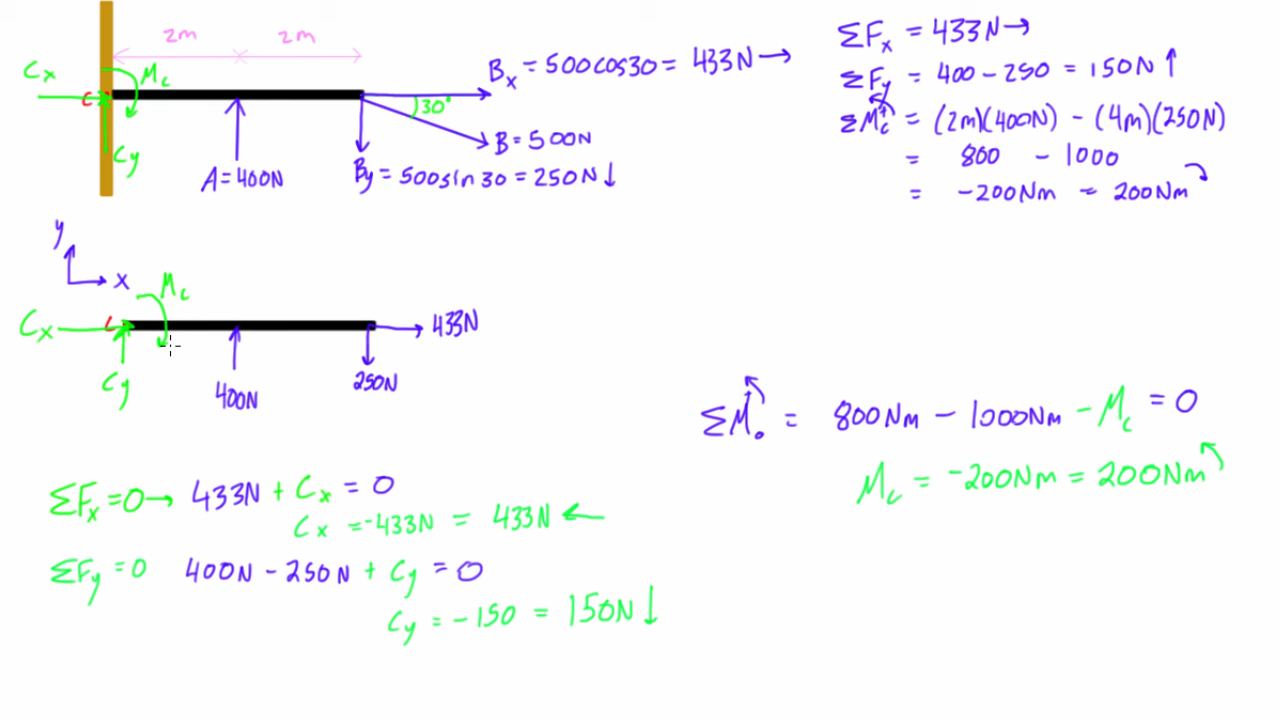 2m 2m
Cx Mc
C
Bx = 500cos30 = 433N →
30°
B = 500N
Cy
A = 400N
By = 500sin30 = 250N ↓
ΣFx = 433N →
ΣFy = 400 - 250 = 150N ↑
ΣMc = (2m)(400N) - (4m)(250N)
= 800 - 1000
= -200Nm = 200Nm
y
x
Mc
Cx C 433N
Cy 400N 250N
ΣMo = 800Nm - 1000Nm - Mc = 0
Mc = -200Nm = 200Nm
ΣFx = 0 → 433N + Cx = 0
Cx = -433N = 433N ←
ΣFy = 0 400N - 250N + Cy = 0
Cy = -150 = 150N ↓